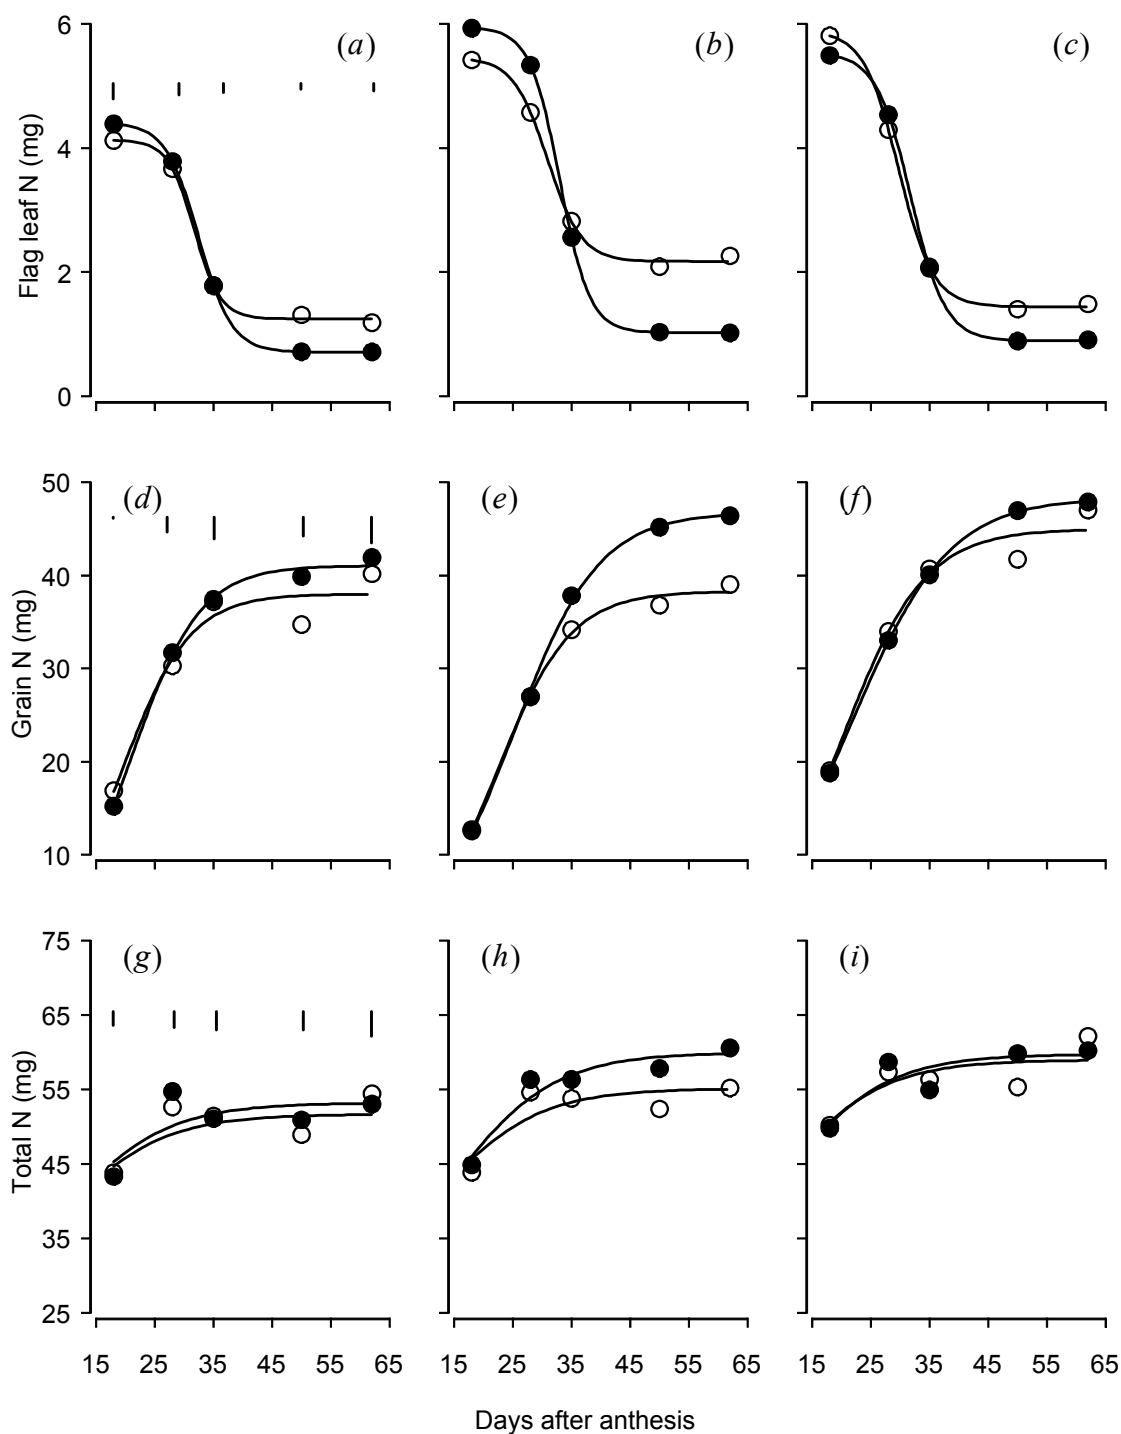 6
4
2
0
Flag leaf N (mg)
(a)
(b)
(c)
50
40
30
20
10
Grain N (mg)
(d)
(e)
(f)
75
65
55
45
35
25
Total N (mg)
(g)
(h)
(i)
15 25 35 45 55 65 15 25 35 45 55 65 15 25 35 45 55 65
Days after anthesis